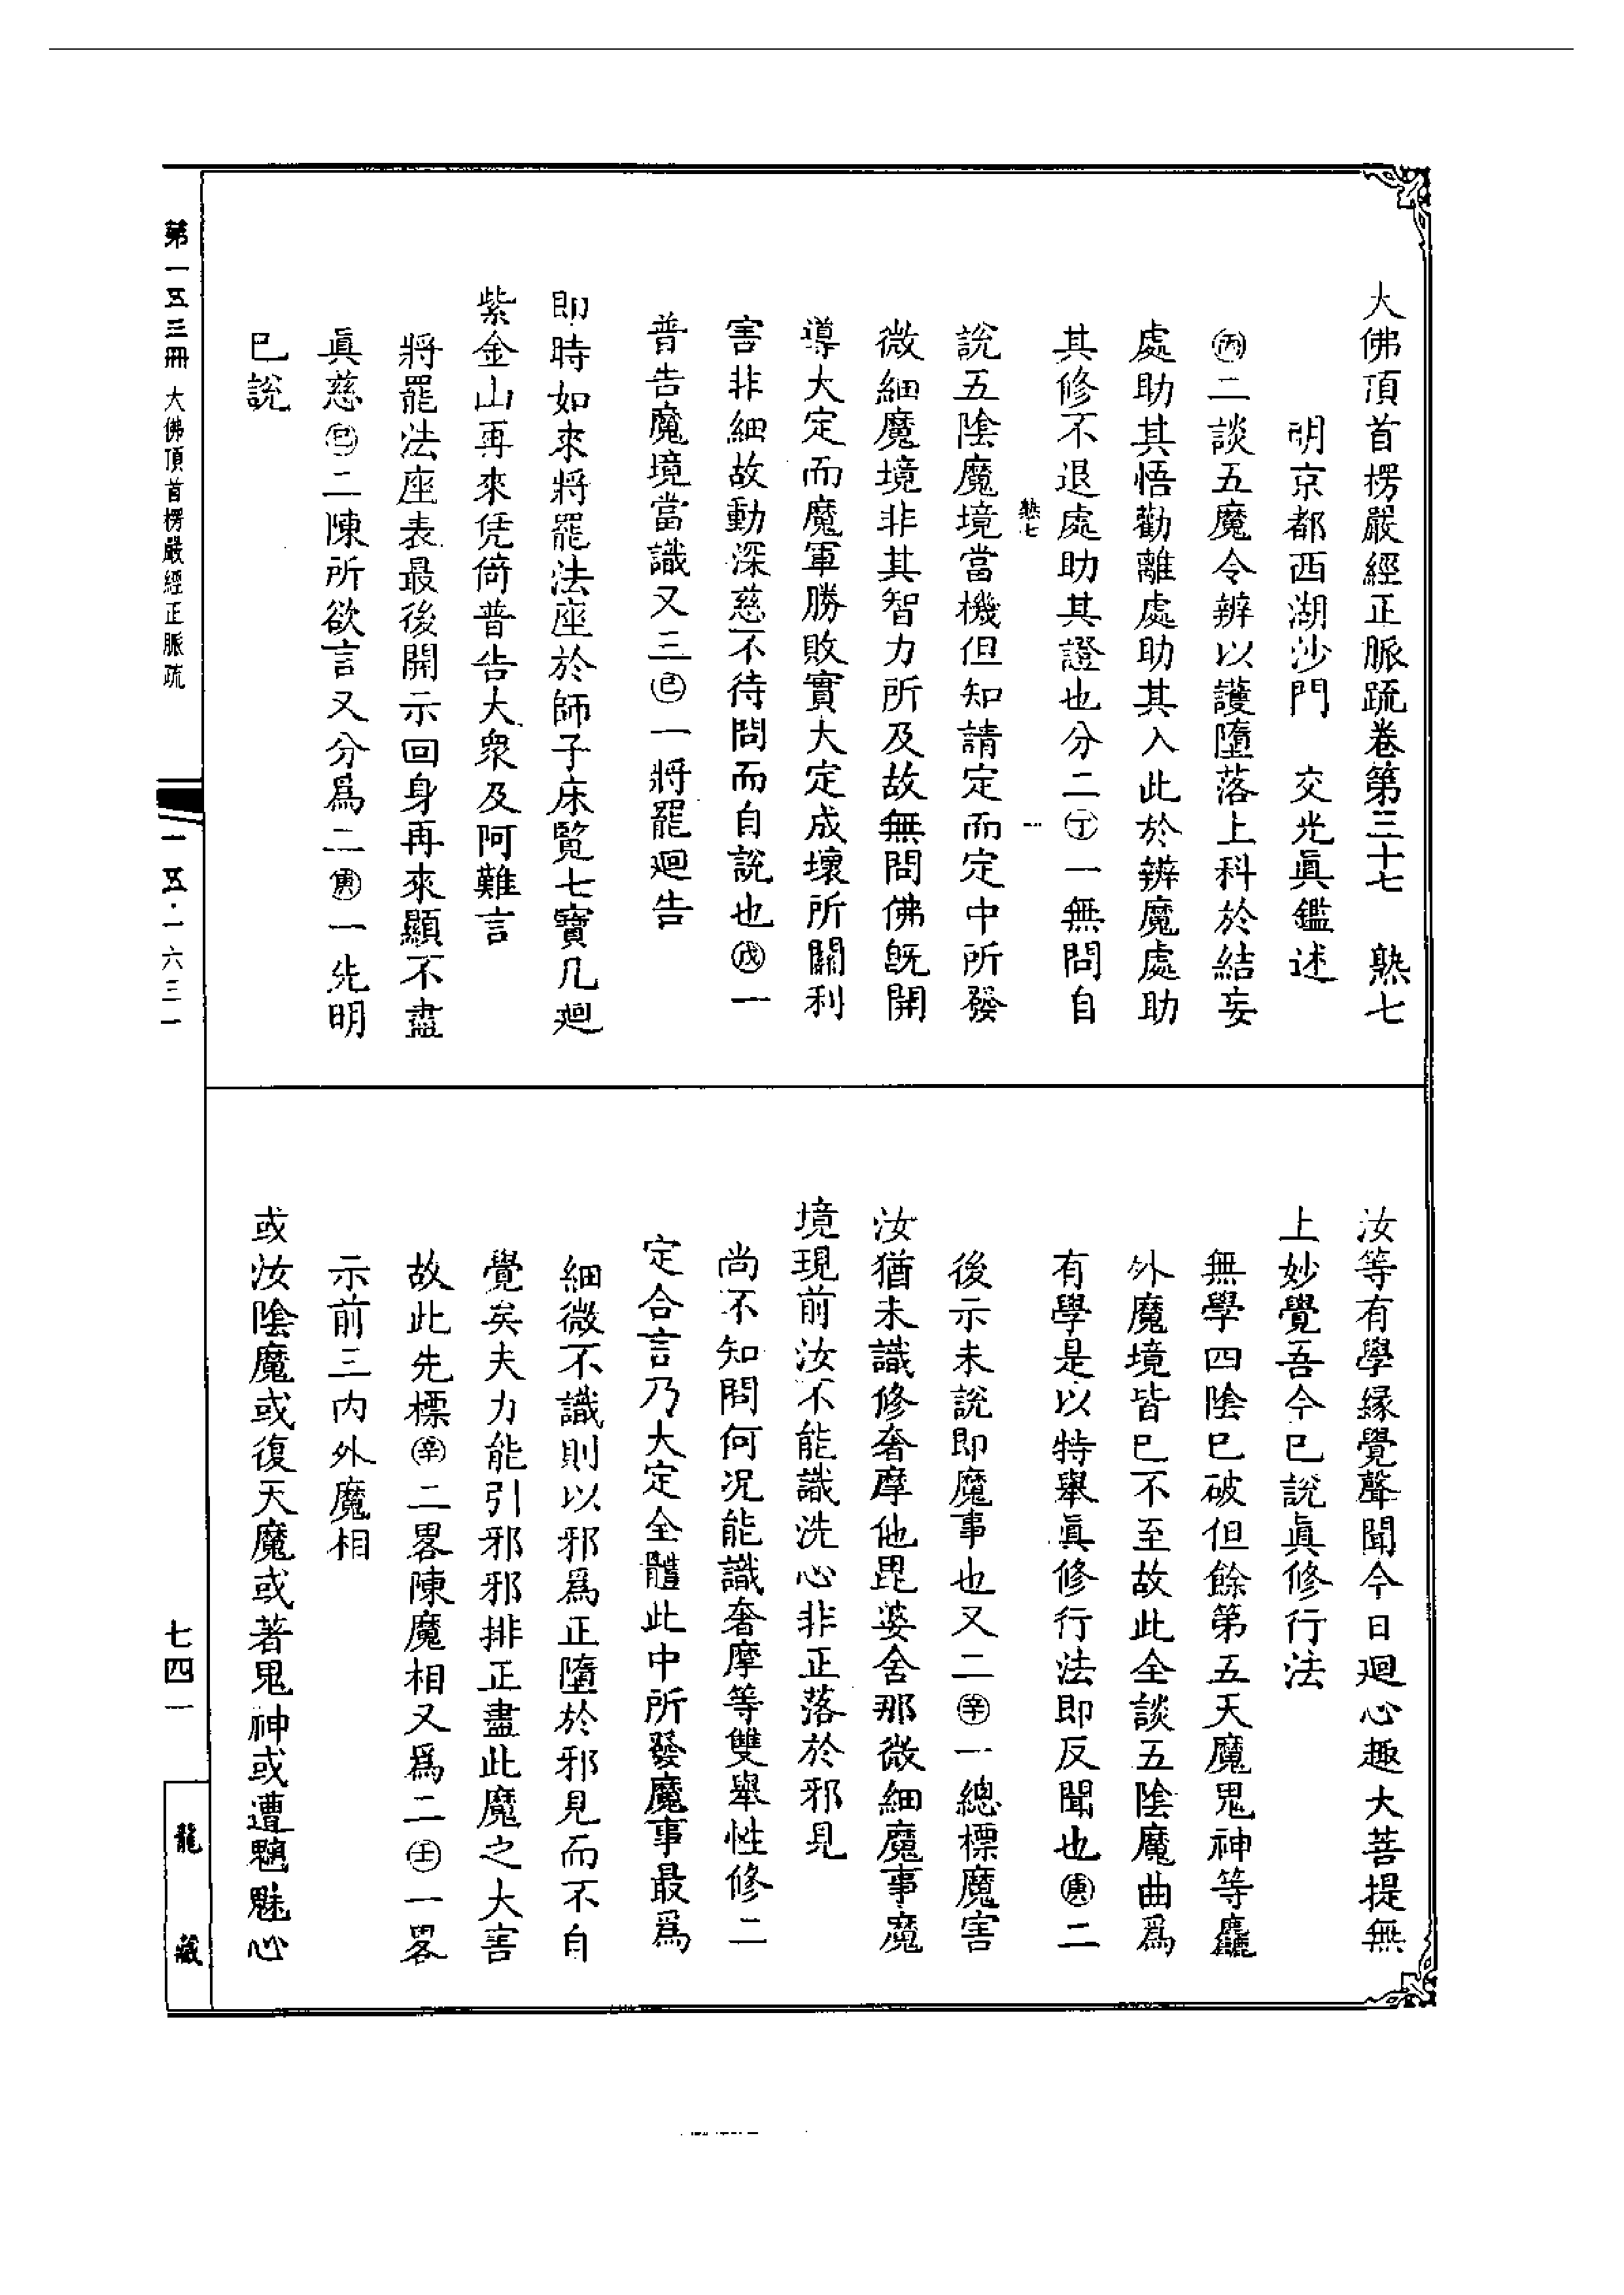 大佛頂首楞嚴經正脈疏卷第三十七　熟七
明京都西湖沙門　交光眞鑑述
㊅二談五魔令辨以護墮落上科於結妄
處助其悟勸離處助其入此於辨魔處助
其修不退處助其證也分二㊀一無問自
熟七　一
說五陰魔境當機但知請定而定中所發
微細魔境非其智力所及故無問佛既開
導大定而魔軍勝敗實大定成壞所關利
害非細故動深慈不待問而自說也戊一
普告魔境當識又三己一將罷迴告
即時如來將罷法座於師子床覽七寶几迴
紫金山再來凭倚普告大衆及阿難言
將罷法座表最後開示回身再來顯不盡
眞慈己二陳所欲言又分爲二庚一先明
巳說
汝等有學緣覺聲聞今日迴心趣大菩提無
上妙覺吾今巳說眞修行法
無學四陰巳破但餘第五天魔鬼神等麤
外魔境皆巳不至故此全談五陰魔曲爲
有學是以特舉眞修行法即反聞也庚二
後示未說即魔事也又二辛一總標魔害
汝猶未識修奢摩他毘婆舍那微細魔事魔
境現前汝不能識洗心非正落於邪見
尚不知問何况能識奢摩等雙舉性修二
定合言乃大定全體此中所發魔事最爲
細微不識則以邪爲正墮於邪見而不自
覺矣夫力能引邪邪排正盡此魔之大害
故此先標辛二畧陳魔相又爲二壬一畧
示前三内外魔相
或汝陰魔或復天魔或著鬼神或遭魑魅心
第一五三冊　大佛頂首楞嚴經正脈疏
一五·一六三一
七四一
龍藏